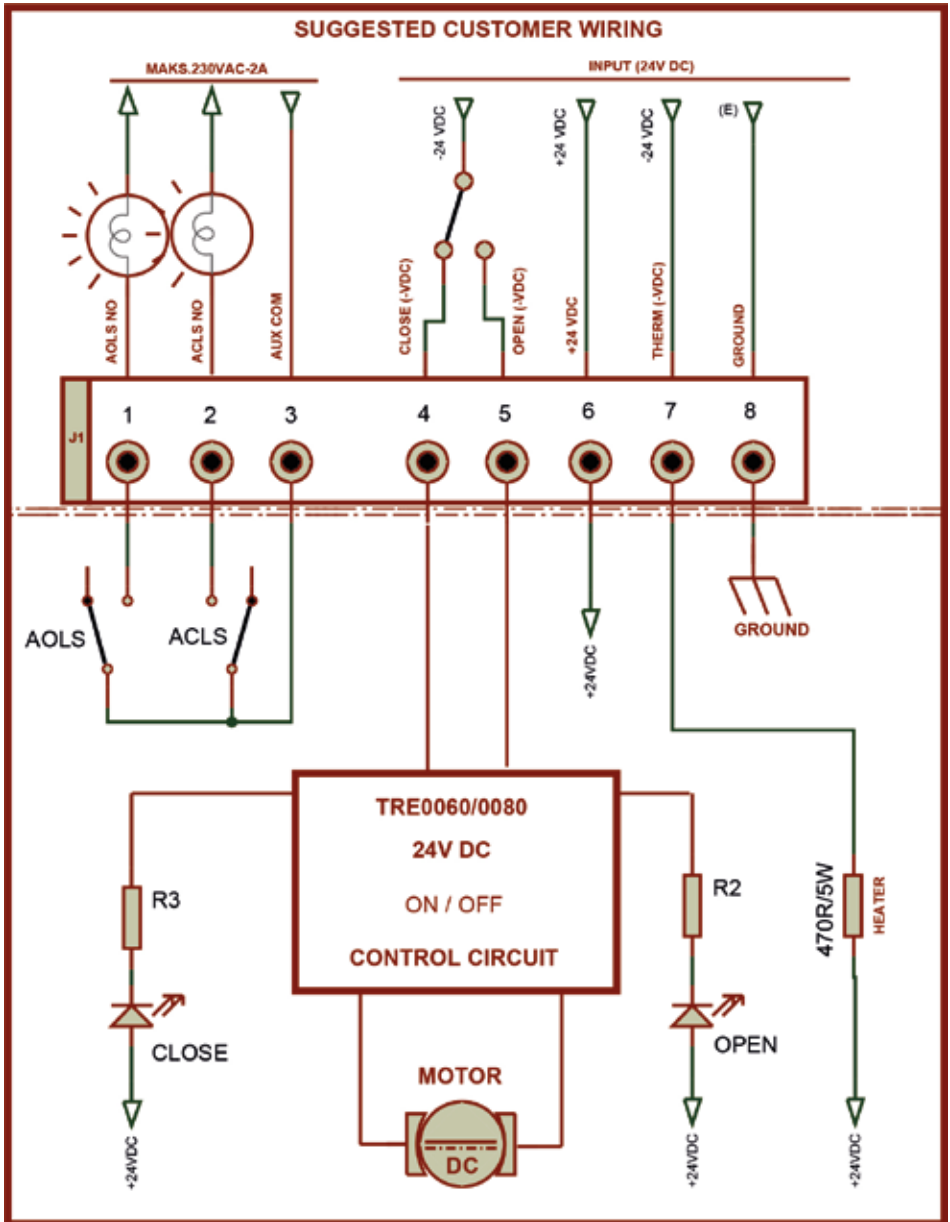 SUGGESTED CUSTOMER WIRING
MAKS.230VAC-2A
INPUT (24V DC)
-24 VDC
+24 VDC
-24 VDC
(E)
AOLS NO
ACLS NO
AUX COM
CLOSE (-VDC)
OPEN (-VDC)
+24 VDC
THERM (-VDC)
GROUND
J1
1 2 3 4 5 6 7 8
AOLS
ACLS
+24VDC
GROUND
TRE0060/0080
24V DC
ON / OFF
CONTROL CIRCUIT
R3
CLOSE
+24VDC
R2
OPEN
+24VDC
470R/5W
HEATER
+24VDC
MOTOR
DC